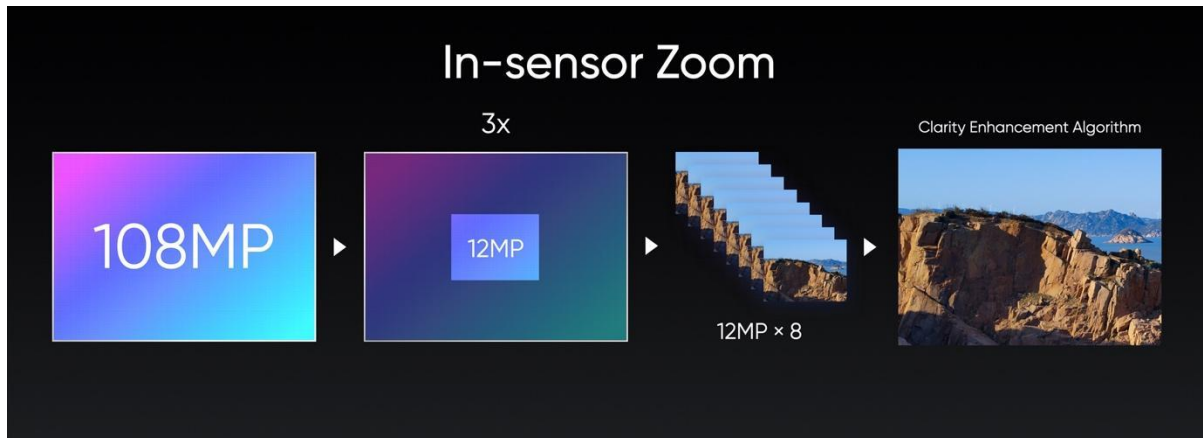 In-sensor Zoom
3x
Clarity Enhancement Algorithm
108MP
12MP
12MP × 8